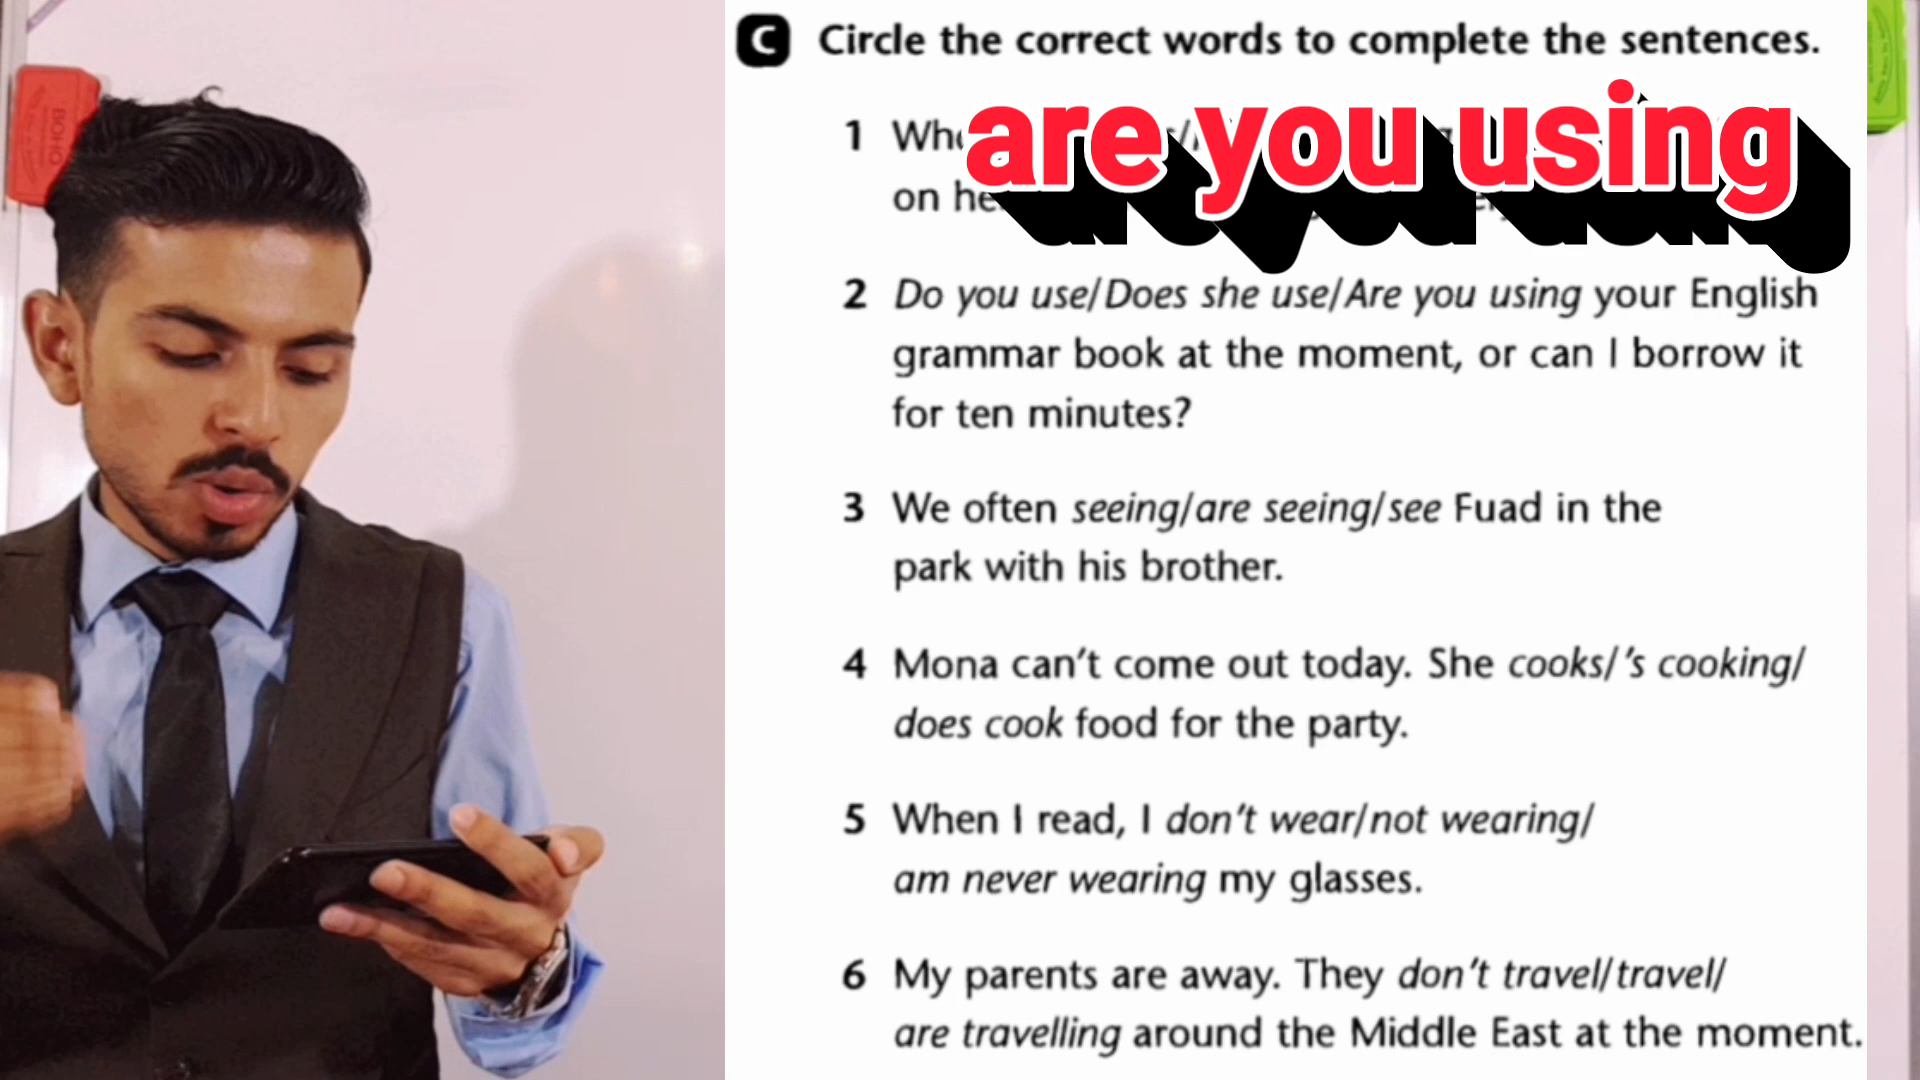 C Circle the correct words to complete the sentences.
are you using
1
on
2 Do you use/Does she use/Are you using your English
grammar book at the moment, or can I borrow it
for ten minutes?
3 We often seeing/are seeing/see Fuad in the
park with his brother.
4 Mona can't come out today. She cooks/'s cooking/
does cook food for the party.
5 When I read, I don't wear/not wearing/
am never wearing my glasses.
6 My parents are away. They don't travel/travel/
are travelling around the Middle East at the moment.
BOHO